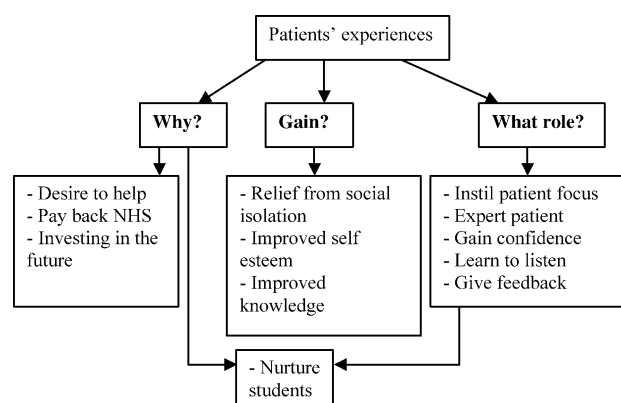 Patients' experiences
Why?
Gain?
What role?
- Desire to help
- Pay back NHS
- Investing in the
future
- Relief from social
isolation
- Improved self
esteem
- Improved
knowledge
- Instil patient focus
- Expert patient
- Gain confidence
- Learn to listen
- Give feedback
- Nurture
students